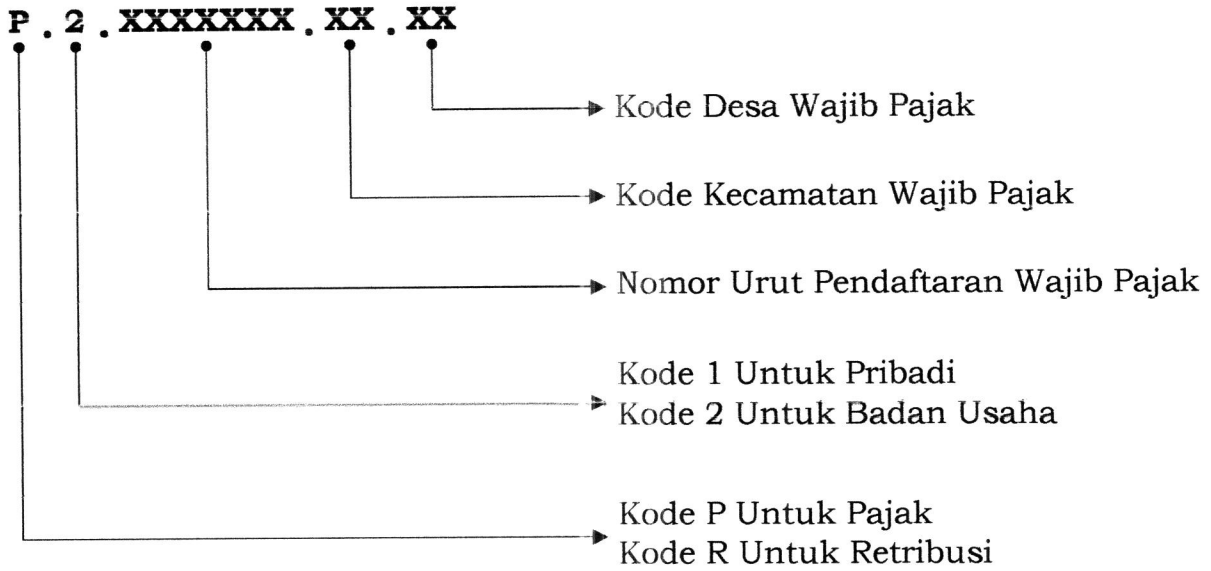 P . 2 . XXXXXXX . XX . XX
Kode Desa Wajib Pajak
Kode Kecamatan Wajib Pajak
Nomor Urut Pendaftaran Wajib Pajak
Kode 1 Untuk Pribadi
Kode 2 Untuk Badan Usaha
Kode P Untuk Pajak
Kode R Untuk Retribusi